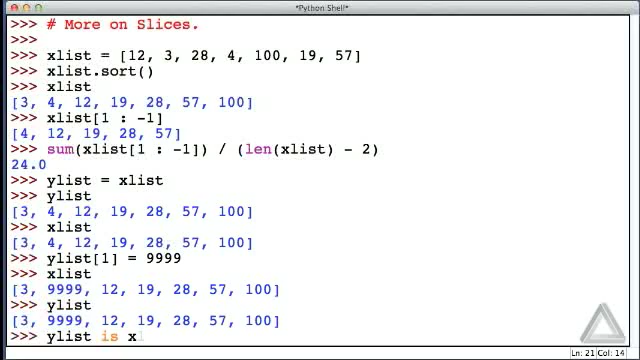 *Python Shell*
>>> # More on Slices.
>>>
>>> xlist = [12, 3, 28, 4, 100, 19, 57]
>>> xlist.sort()
>>> xlist
[3, 4, 12, 19, 28, 57, 100]
>>> xlist[1 : -1]
[4, 12, 19, 28, 57]
>>> sum(xlist[1 : -1]) / (len(xlist) - 2)
24.0
>>> ylist = xlist
>>> ylist
[3, 4, 12, 19, 28, 57, 100]
>>> xlist
[3, 4, 12, 19, 28, 57, 100]
>>> ylist[1] = 9999
>>> xlist
[3, 9999, 12, 19, 28, 57, 100]
>>> ylist
[3, 9999, 12, 19, 28, 57, 100]
>>> ylist is xl
Ln: 21 Col: 14